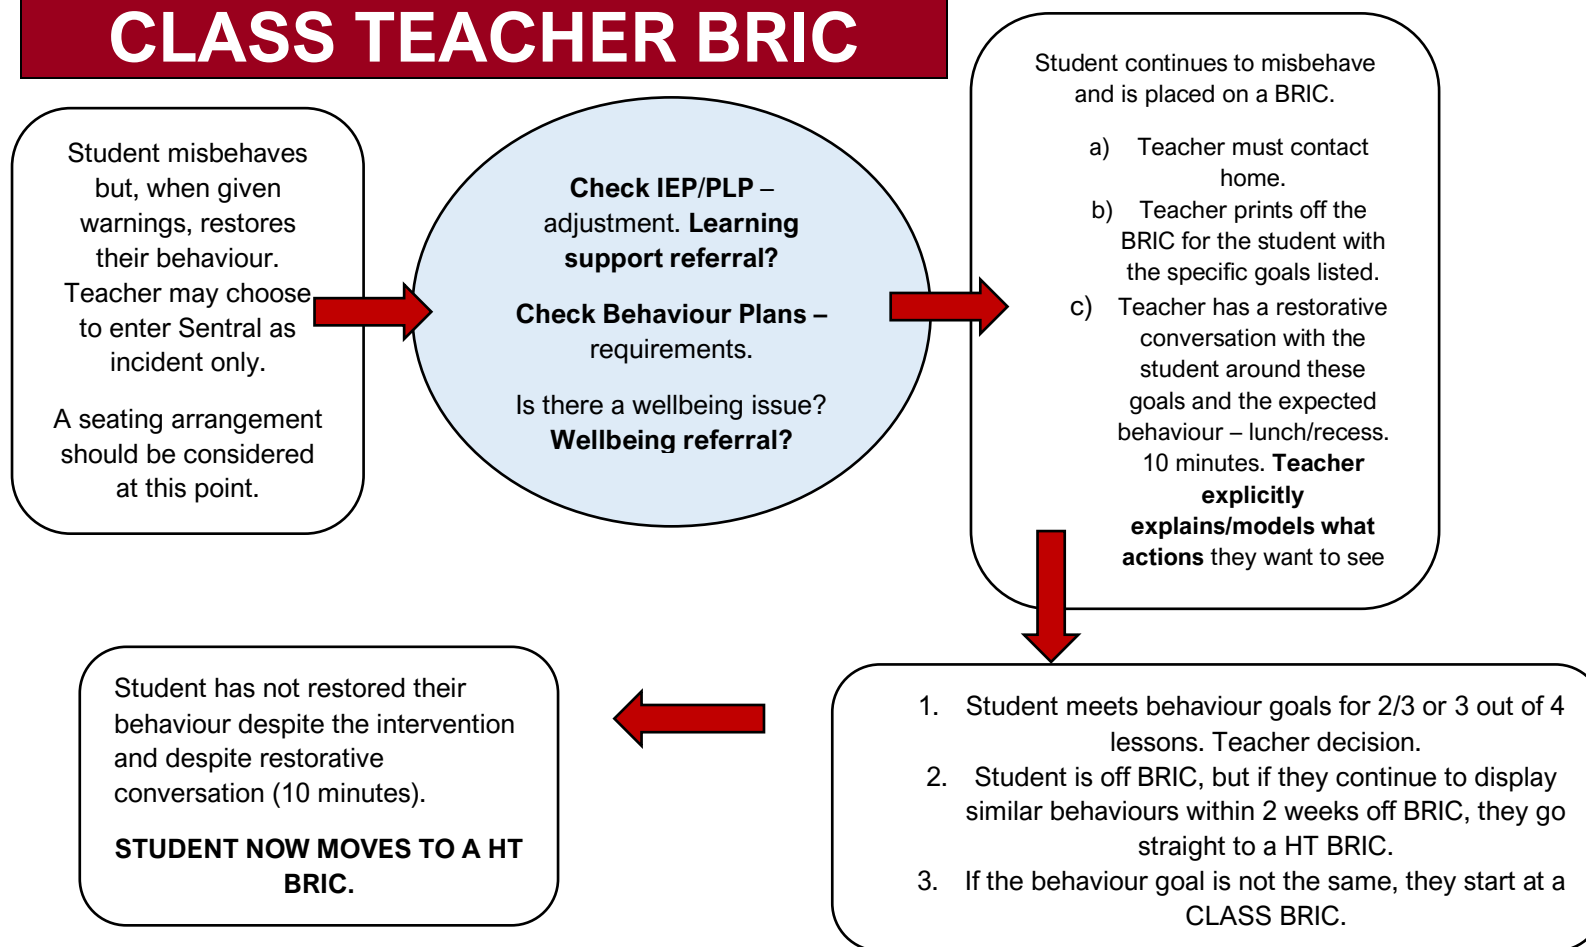 CLASS TEACHER BRIC
Student misbehaves
but, when given
warnings, restores
their behaviour.
Teacher may choose
to enter Sentral as
incident only.
A seating arrangement
should be considered
at this point.
Check IEP/PLP –
adjustment. Learning
support referral?
Check Behaviour Plans –
requirements.
Is there a wellbeing issue?
Wellbeing referral?
Student continues to misbehave
and is placed on a BRIC.
a) Teacher must contact
home.
b) Teacher prints off the
BRIC for the student with
the specific goals listed.
c) Teacher has a restorative
conversation with the
student around these
goals and the expected
behaviour – lunch/recess.
10 minutes. Teacher
explicitly
explains/models what
actions they want to see
1. Student meets behaviour goals for 2/3 or 3 out of 4
lessons. Teacher decision.
2. Student is off BRIC, but if they continue to display
similar behaviours within 2 weeks off BRIC, they go
straight to a HT BRIC.
3. If the behaviour goal is not the same, they start at a
CLASS BRIC.
Student has not restored their
behaviour despite the intervention
and despite restorative
conversation (10 minutes).
STUDENT NOW MOVES TO A HT
BRIC.